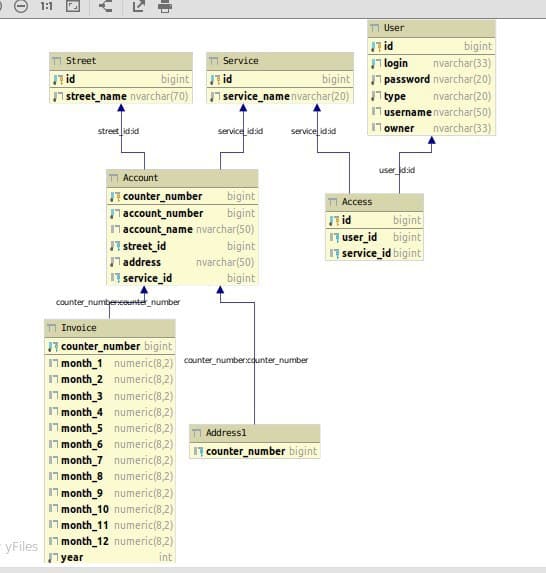 1:1
User
id bigint
login nvarchar(33)
password nvarchar(20)
type nvarchar(20)
username nvarchar(50)
owner nvarchar(33)
Street
id bigint
street_name nvarchar(70)
Service
id bigint
service_name nvarchar(20)
street_id:id
service_id:id
service_id:id
user_id:id
Account
counter_number bigint
account_number bigint
account_name nvarchar(50)
street_id bigint
address nvarchar(50)
service_id bigint
Access
id bigint
user_id bigint
service_id bigint
counter_number:counter_number
Invoice
counter_number bigint
month_1 numeric(8,2)
month_2 numeric(8,2)
month_3 numeric(8,2)
month_4 numeric(8,2)
month_5 numeric(8,2)
month_6 numeric(8,2)
month_7 numeric(8,2)
month_8 numeric(8,2)
month_9 numeric(8,2)
month_10 numeric(8,2)
month_11 numeric(8,2)
month_12 numeric(8,2)
year int
counter_number:counter_number
Address1
counter_number bigint
yFiles